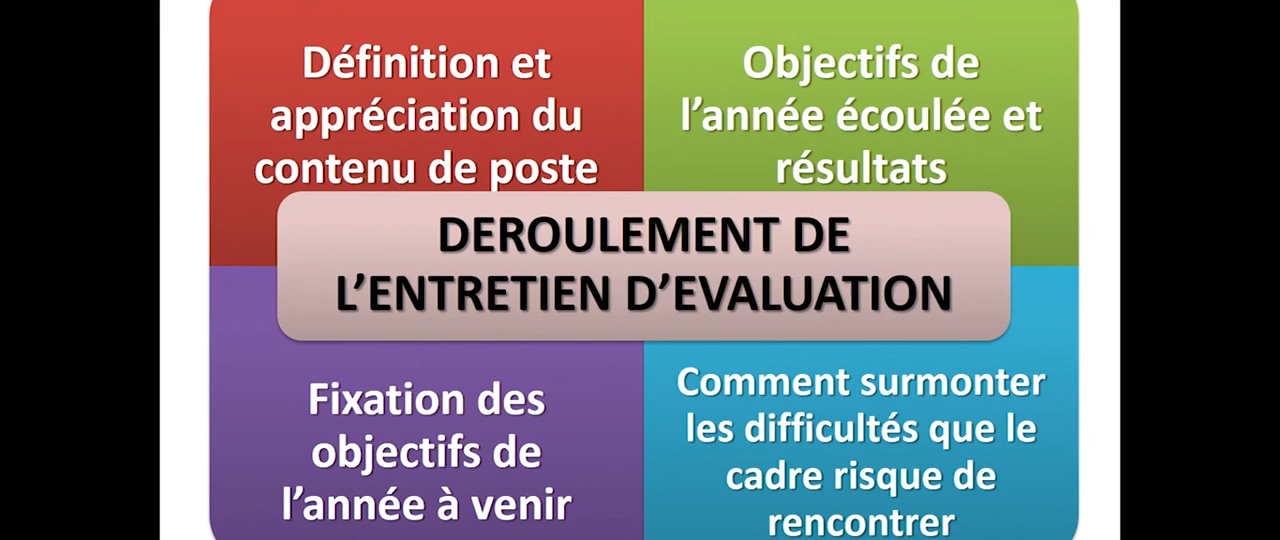 Définition et
appréciation du
contenu de poste
Objectifs de
l’année écoulée et
résultats
DEROULEMENT DE
L’ENTRETIEN D’EVALUATION
Fixation des
objectifs de
l’année à venir
Comment surmonter
les difficultés que le
cadre risque de
rencontrer